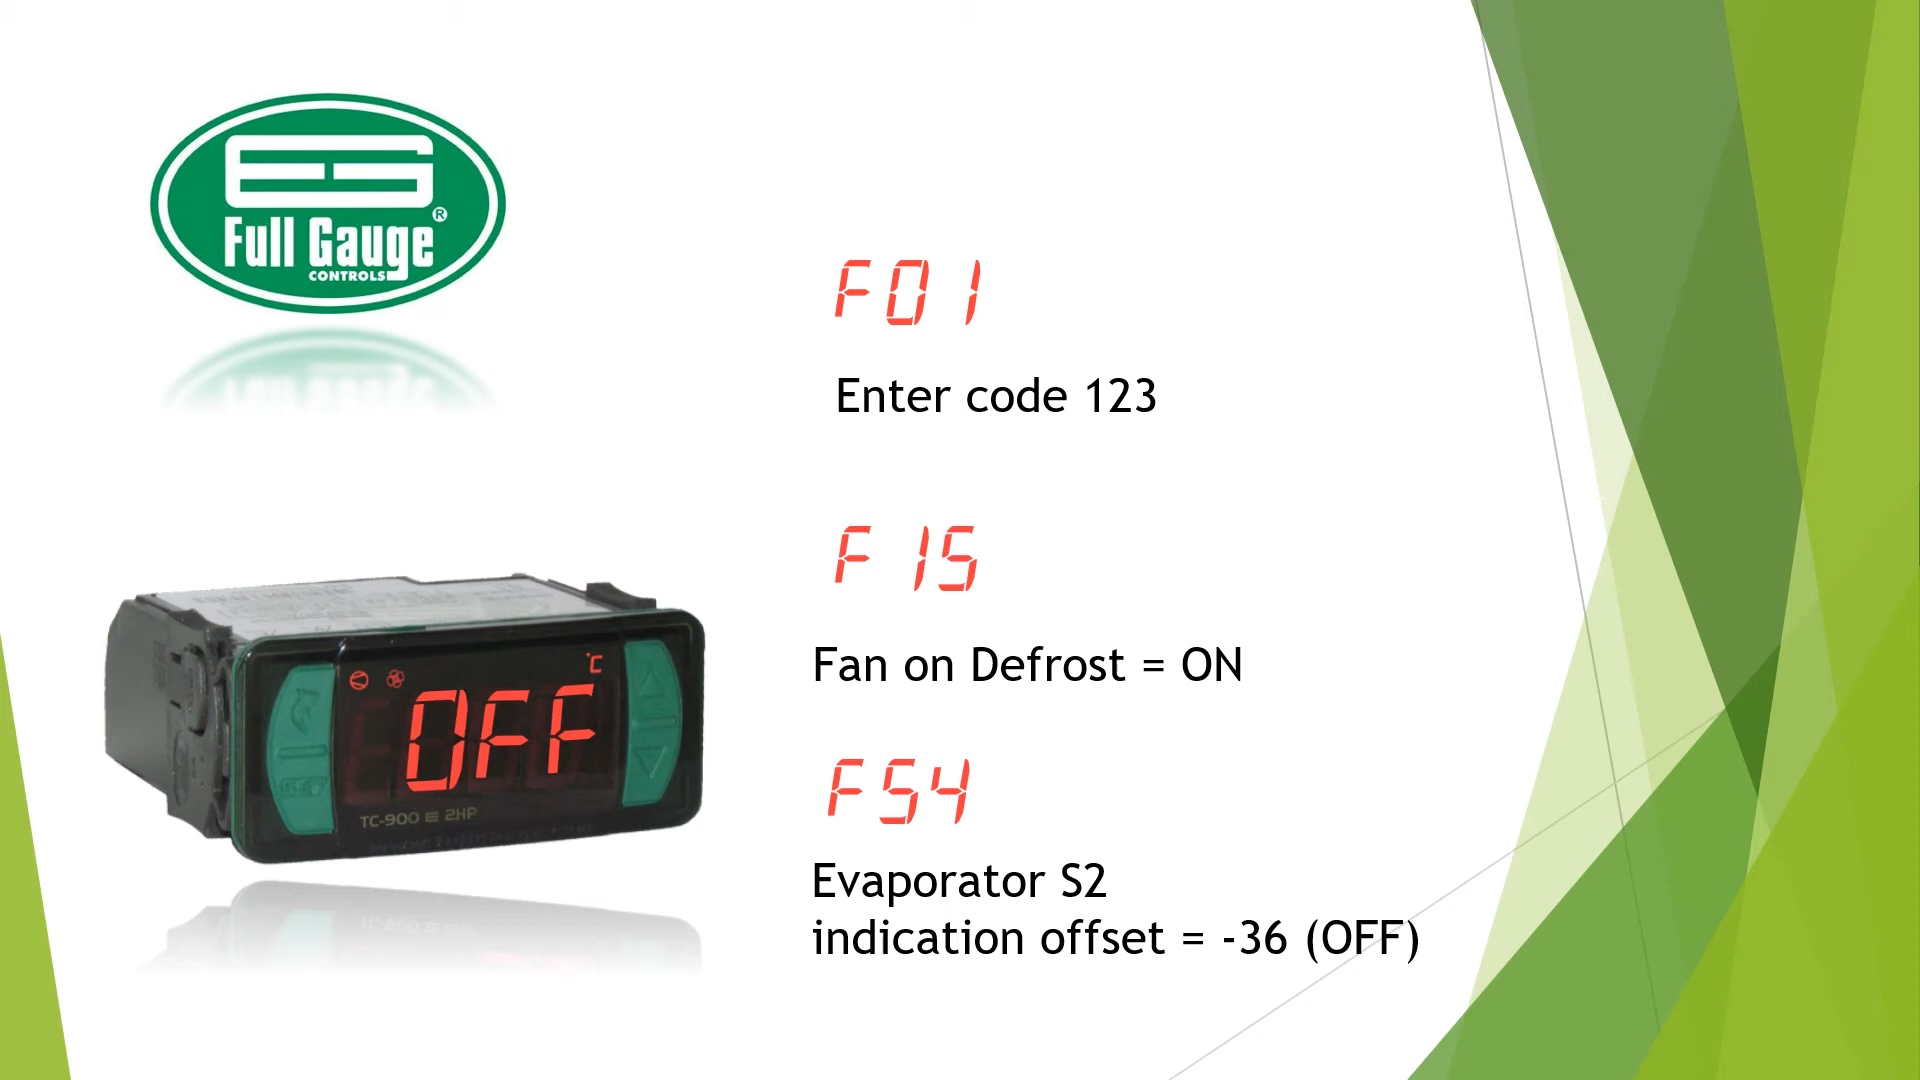 FG
Full Gauge®
CONTROLS
F01
Enter code 123
F15
Fan on Defrost = ON
F54
Evaporator S2
indication offset = -36 (OFF)
°C
OFF
SET
TC-900 E 2HP